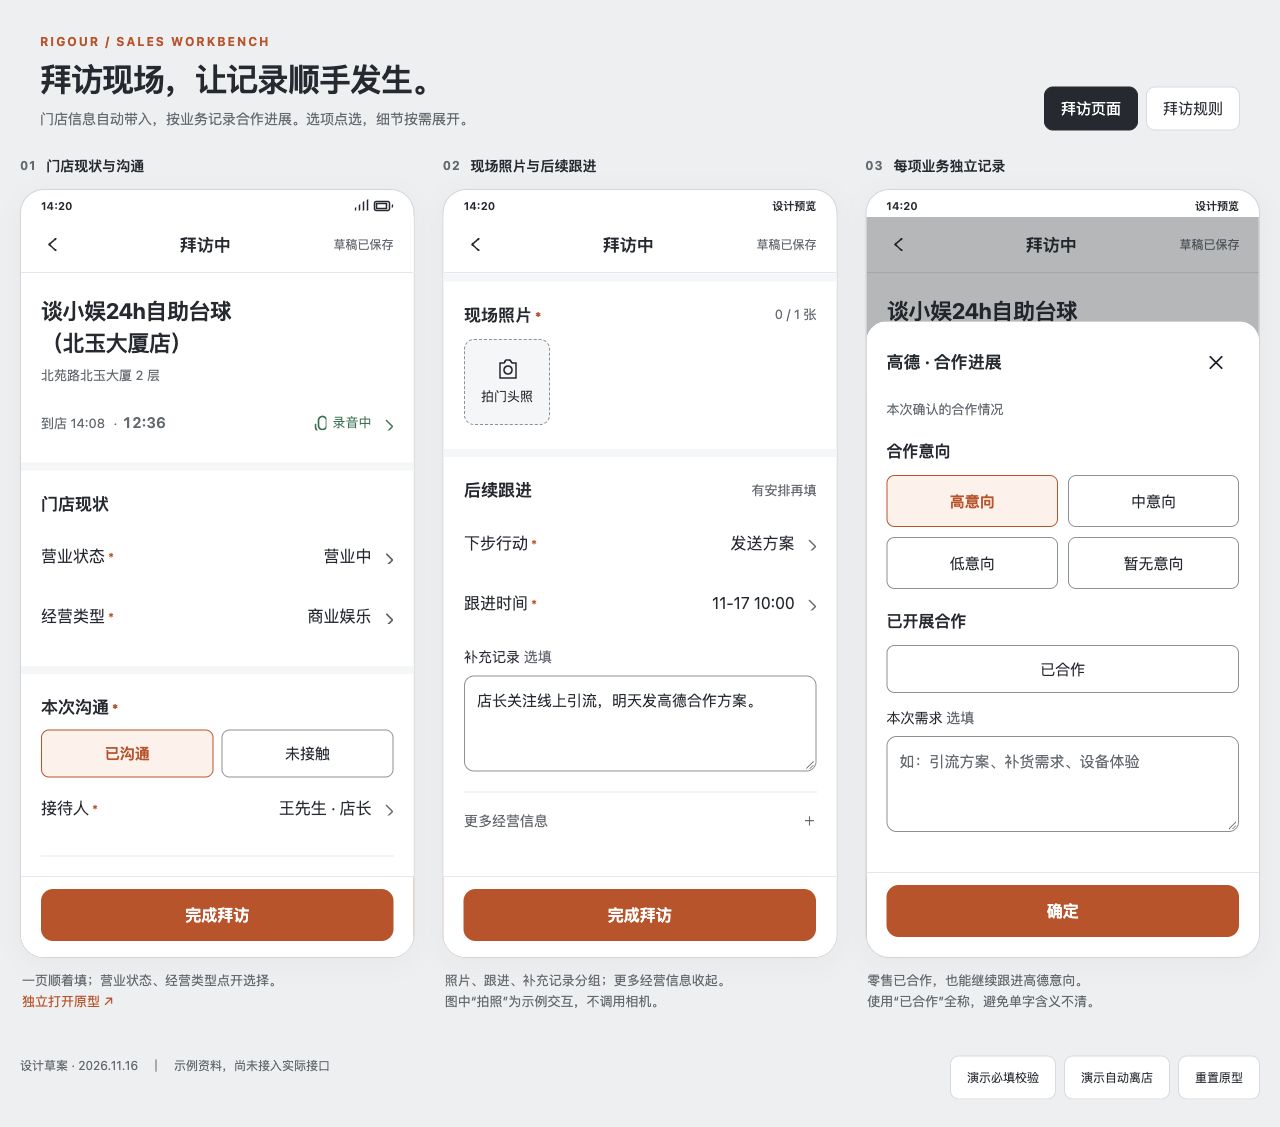 RIGOUR / SALES WORKBENCH
拜访现场，让记录顺手发生。
门店信息自动带入，按业务记录合作进展。选项点选，细节按需展开。
拜访页面
拜访规则
01 门店现状与沟通
14:20
拜访中
草稿已保存
谈小娱24h自助台球
（北玉大厦店）
北苑路北玉大厦 2 层
到店 14:08 · 12:36
录音中
门店现状
营业状态 *
营业中
经营类型 *
商业娱乐
本次沟通 *
已沟通
未接触
接待人 *
王先生 · 店长
完成拜访
一页顺着填；营业状态、经营类型点开选择。
独立打开原型 ↗
02 现场照片与后续跟进
14:20
设计预览
拜访中
草稿已保存
现场照片 *
0 / 1 张
拍门头照
后续跟进
有安排再填
下步行动 *
发送方案
跟进时间 *
11-17 10:00
补充记录 选填
店长关注线上引流，明天发高德合作方案。
更多经营信息
+
完成拜访
照片、跟进、补充记录分组；更多经营信息收起。
图中“拍照”为示例交互，不调用相机。
03 每项业务独立记录
14:20
设计预览
拜访中
草稿已保存
谈小娱24h自助台球
高德 · 合作进展
本次确认的合作情况
合作意向
高意向
中意向
低意向
暂无意向
已开展合作
已合作
本次需求 选填
如：引流方案、补货需求、设备体验
确定
零售已合作，也能继续跟进高德意向。
使用“已合作”全称，避免单字含义不清。
设计草案 · 2026.11.16 | 示例资料，尚未接入实际接口
演示必填校验
演示自动离店
重置原型